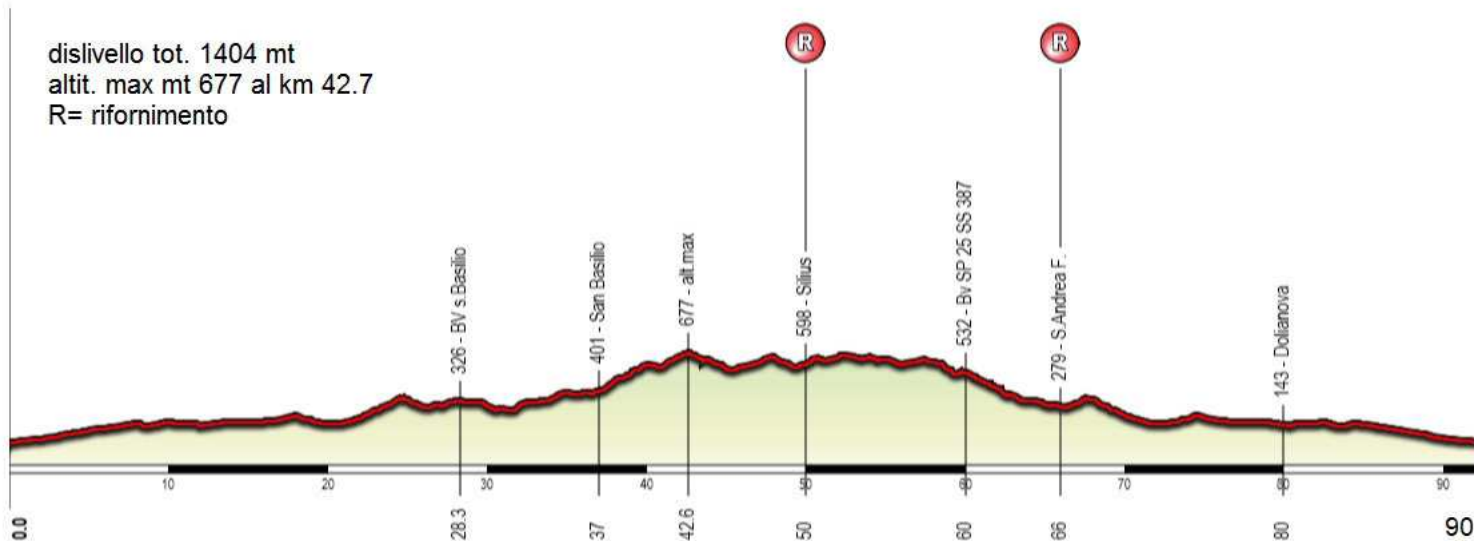 dislivello tot. 1404 mt
altit. max mt 677 al km 42.7
R= rifornimento
R
R
326 - BV s.Basilio
401 - San Basilio
677 - alt.max
598 - Silius
532 - Bv SP 25 SS 387
279 - S.Andrea F.
143 - Dolianova
10
20
30
40
50
60
70
80
90
0.0
28.3
37
42.6
50
60
66
80
90